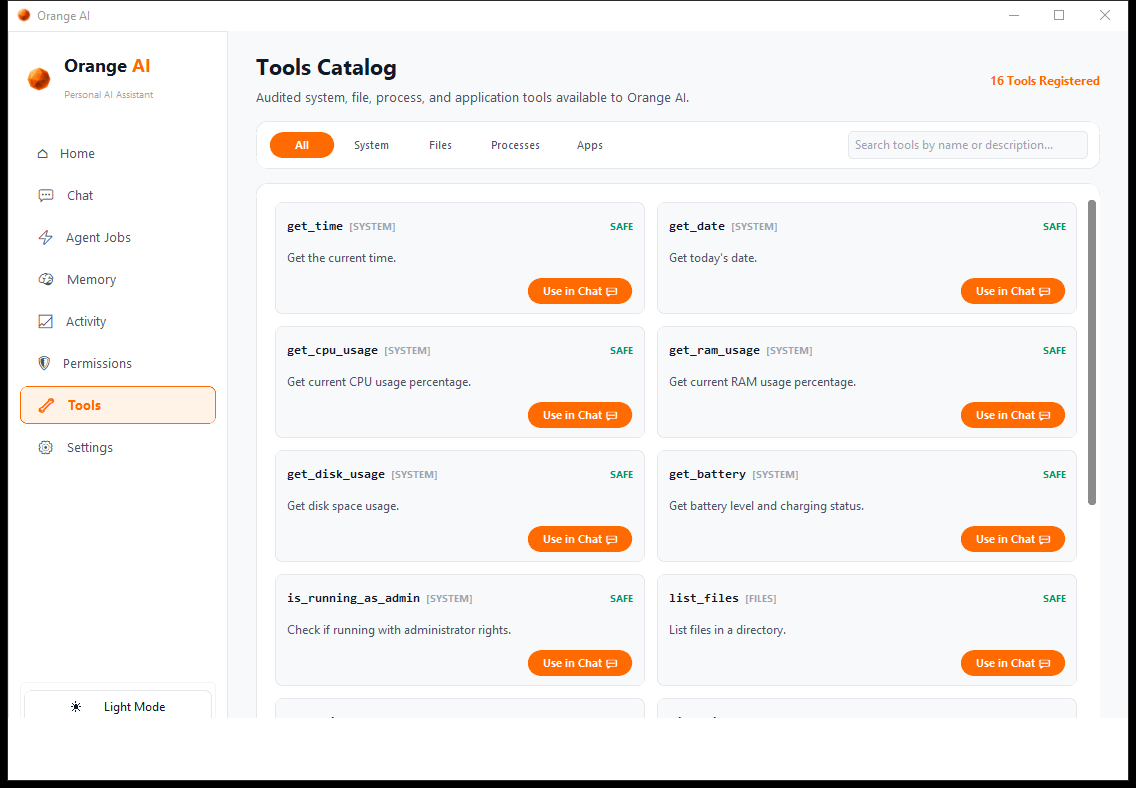 Orange AI
Orange AI
Personal AI Assistant
Home
Chat
Agent Jobs
Memory
Activity
Permissions
Tools
Settings
Light Mode
Tools Catalog
Audited system, file, process, and application tools available to Orange AI.
16 Tools Registered
All System Files Processes Apps Search tools by name or description...
get_time [SYSTEM] SAFE
Get the current time.
Use in Chat
get_date [SYSTEM] SAFE
Get today's date.
Use in Chat
get_cpu_usage [SYSTEM] SAFE
Get current CPU usage percentage.
Use in Chat
get_ram_usage [SYSTEM] SAFE
Get current RAM usage percentage.
Use in Chat
get_disk_usage [SYSTEM] SAFE
Get disk space usage.
Use in Chat
get_battery [SYSTEM] SAFE
Get battery level and charging status.
Use in Chat
is_running_as_admin [SYSTEM] SAFE
Check if running with administrator rights.
Use in Chat
list_files [FILES] SAFE
List files in a directory.
Use in Chat